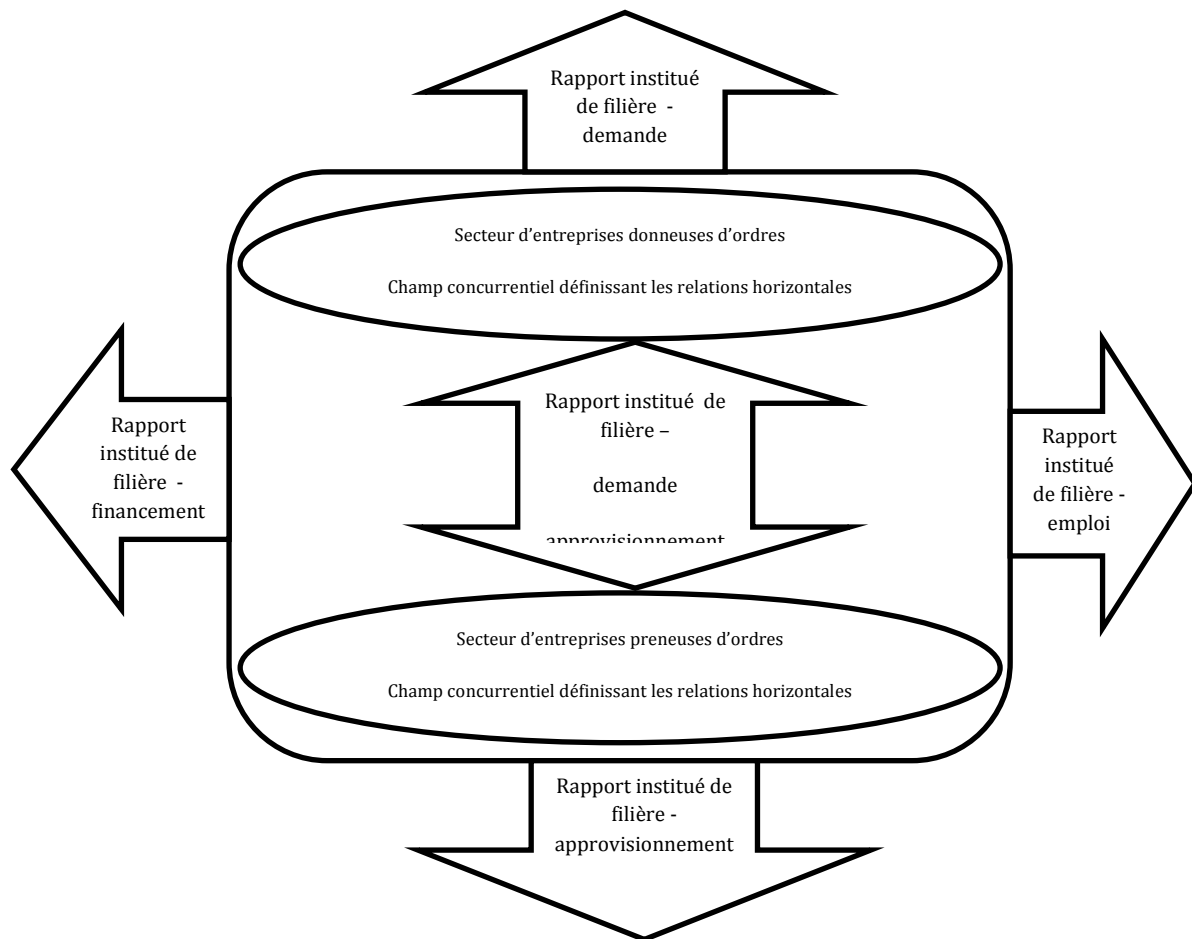 Rapport institué
de filière -
demande
Secteur d’entreprises donneuses d’ordres
Champ concurrentiel définissant les relations horizontales
Rapport
institué de
filière -
financement
Rapport institué de
filière –
demande
approvisionnement
Rapport
institué
de filière -
emploi
Secteur d’entreprises preneuses d’ordres
Champ concurrentiel définissant les relations horizontales
Rapport institué de
filière -
approvisionnement